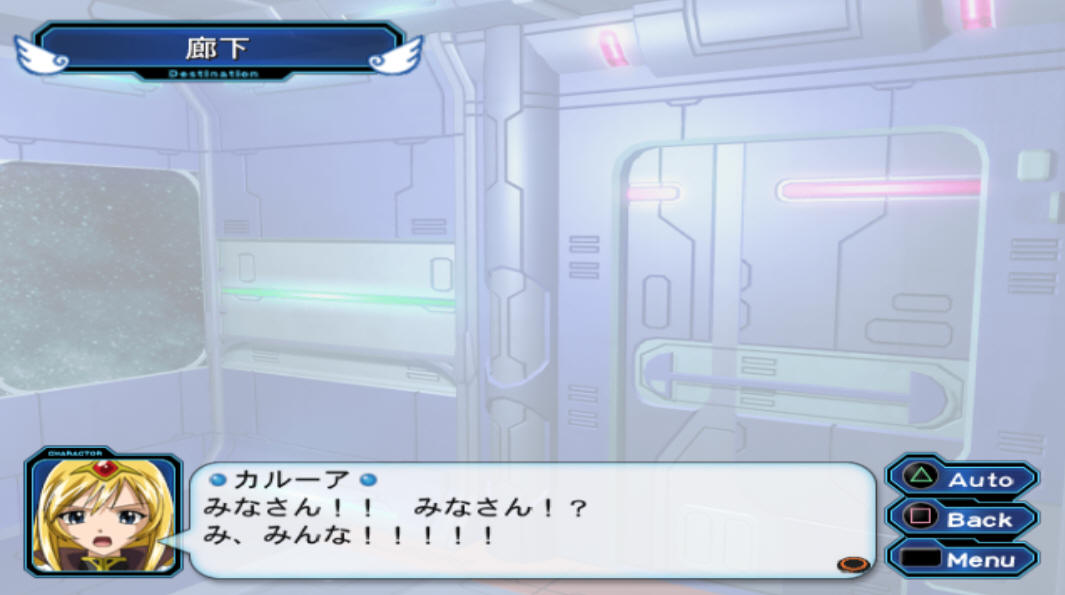 廊下
Destination
CHARACTOR
カルーア
みなさん！！　みなさん！？
み、みんな！！！！！
Auto
Back
Menu